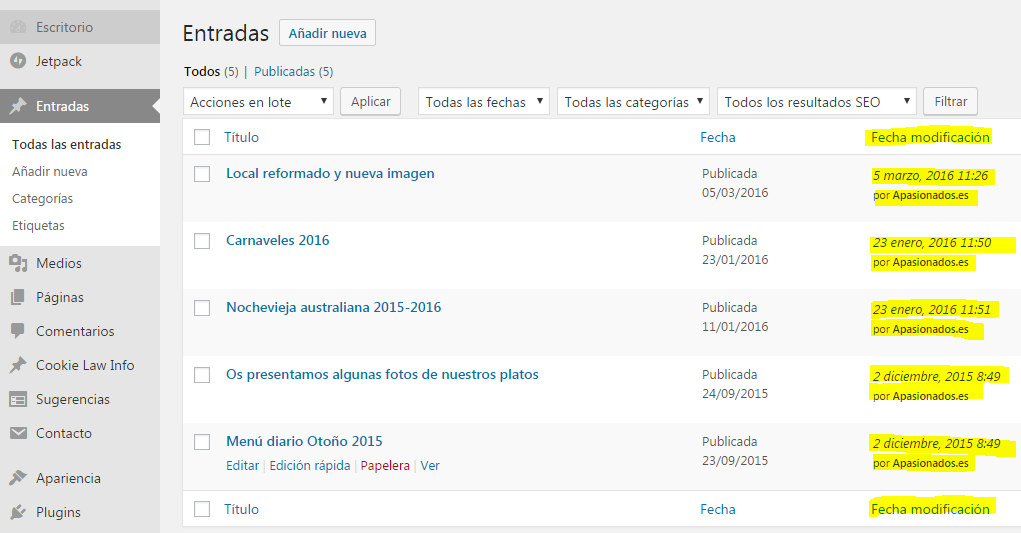 Escritorio
Jetpack
Entradas
Todas las entradas
Añadir nueva
Categorías
Etiquetas
Medios
Páginas
Comentarios
Cookie Law Info
Sugerencias
Contacto
Apariencia
Plugins
Entradas Añadir nueva
Todos (5) | Publicadas (5)
Acciones en lote Aplicar Todas las fechas Todas las categorías Todos los resultados SEO Filtrar
Título Fecha Fecha modificación
Local reformado y nueva imagen Publicada 5 marzo, 2016 11:26
05/03/2016 por Apasionados.es
Carnaveles 2016 Publicada 23 enero, 2016 11:50
23/01/2016 por Apasionados.es
Nochevieja australiana 2015-2016 Publicada 23 enero, 2016 11:51
11/01/2016 por Apasionados.es
Os presentamos algunas fotos de nuestros platos Publicada 2 diciembre, 2015 8:49
24/09/2015 por Apasionados.es
Menú diario Otoño 2015 Publicada 2 diciembre, 2015 8:49
Editar | Edición rápida | Papelera | Ver 23/09/2015 por Apasionados.es
Título Fecha Fecha modificación